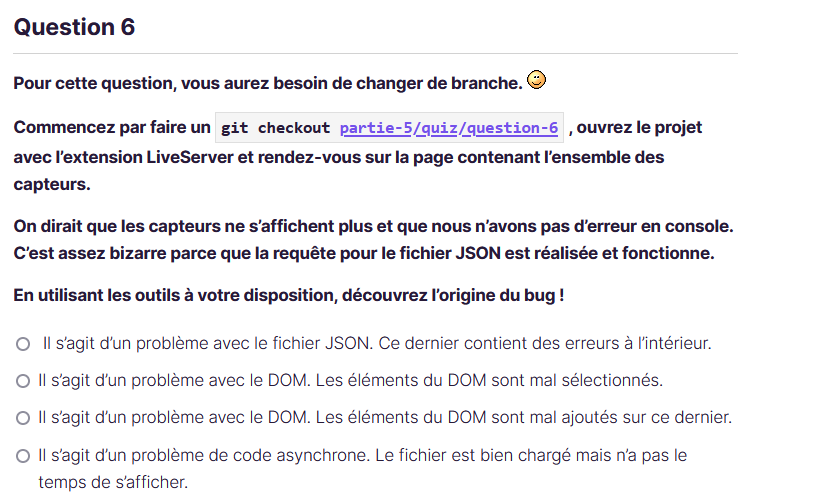 Question 6
Pour cette question, vous aurez besoin de changer de branche.
Commencez par faire un git checkout partie-5/quiz/question-6 , ouvrez le projet
avec l’extension LiveServer et rendez-vous sur la page contenant l’ensemble des
capteurs.
On dirait que les capteurs ne s’affichent plus et que nous n’avons pas d’erreur en console.
C’est assez bizarre parce que la requête pour le fichier JSON est réalisée et fonctionne.
En utilisant les outils à votre disposition, découvrez l’origine du bug !
Il s’agit d’un problème avec le fichier JSON. Ce dernier contient des erreurs à l’intérieur.
Il s’agit d’un problème avec le DOM. Les éléments du DOM sont mal sélectionnés.
Il s’agit d’un problème avec le DOM. Les éléments du DOM sont mal ajoutés sur ce dernier.
Il s’agit d’un problème de code asynchrone. Le fichier est bien chargé mais n’a pas le
temps de s’afficher.